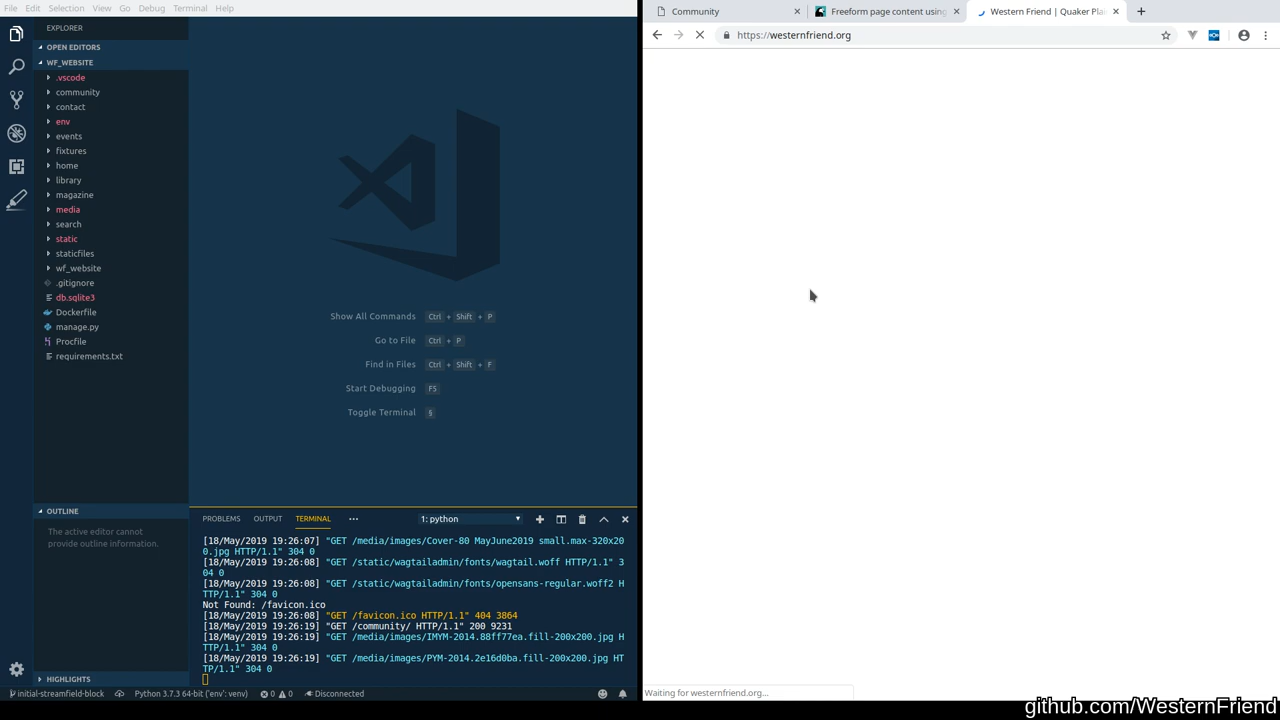 File Edit Selection View Go Debug Terminal Help
EXPLORER
OPEN EDITORS
WF_WEBSITE
.vscode
community
contact
env
events
fixtures
home
library
magazine
media
search
static
staticfiles
wf_website
.gitignore
db.sqlite3
Dockerfile
manage.py
Procfile
requirements.txt
OUTLINE
The active editor cannot
provide outline information.
HIGHLIGHTS
Show All Commands Ctrl + Shift + P
Go to File Ctrl + P
Find in Files Ctrl + Shift + F
Start Debugging F5
Toggle Terminal §
PROBLEMS OUTPUT TERMINAL ... 1: python
[18/May/2019 19:26:07] "GET /media/images/Cover-80 MayJune2019 small.max-320x20
0.jpg HTTP/1.1" 304 0
[18/May/2019 19:26:08] "GET /static/wagtailadmin/fonts/wagtail.woff HTTP/1.1" 3
04 0
[18/May/2019 19:26:08] "GET /static/wagtailadmin/fonts/opensans-regular.woff2 H
TTP/1.1" 304 0
Not Found: /favicon.ico
[18/May/2019 19:26:08] "GET /favicon.ico HTTP/1.1" 404 3864
[18/May/2019 19:26:19] "GET /community/ HTTP/1.1" 200 9231
[18/May/2019 19:26:19] "GET /media/images/IMYM-2014.88ff77ea.fill-200x200.jpg H
TTP/1.1" 304 0
[18/May/2019 19:26:19] "GET /media/images/PYM-2014.2e16d0ba.fill-200x200.jpg HT
TP/1.1" 304 0
initial-streamfield-block Python 3.7.3 64-bit ('env': venv) 0 0 Disconnected
Community Freeform page content using Western Friend | Quaker Plai
https://westernfriend.org
Waiting for westernfriend.org...
github.com/WesternFriend